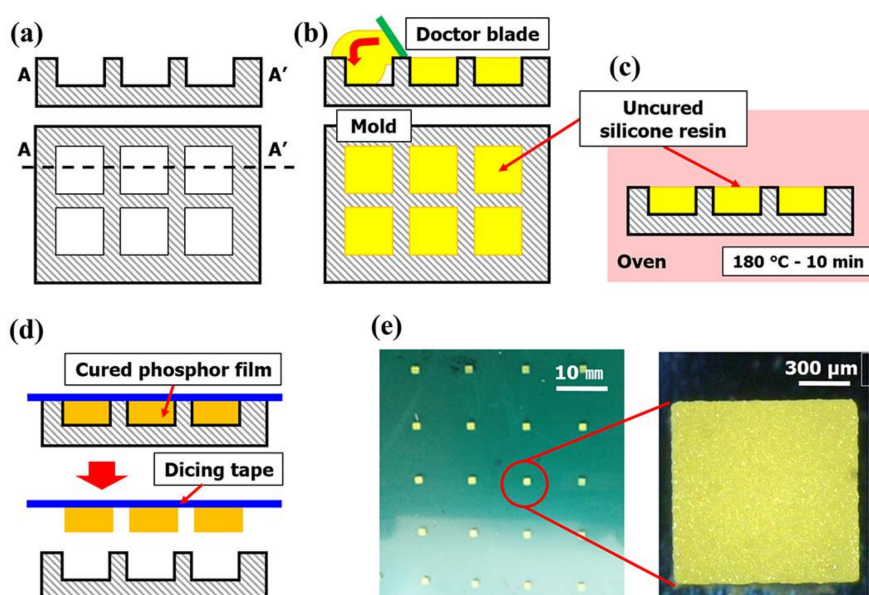 (a)
A
A'
A
A'
(b)
Doctor blade
Mold
Uncured
silicone resin
(c)
Oven
180 °C - 10 min
(d)
Cured phosphor film
Dicing tape
(e)
10 mm
300 μm